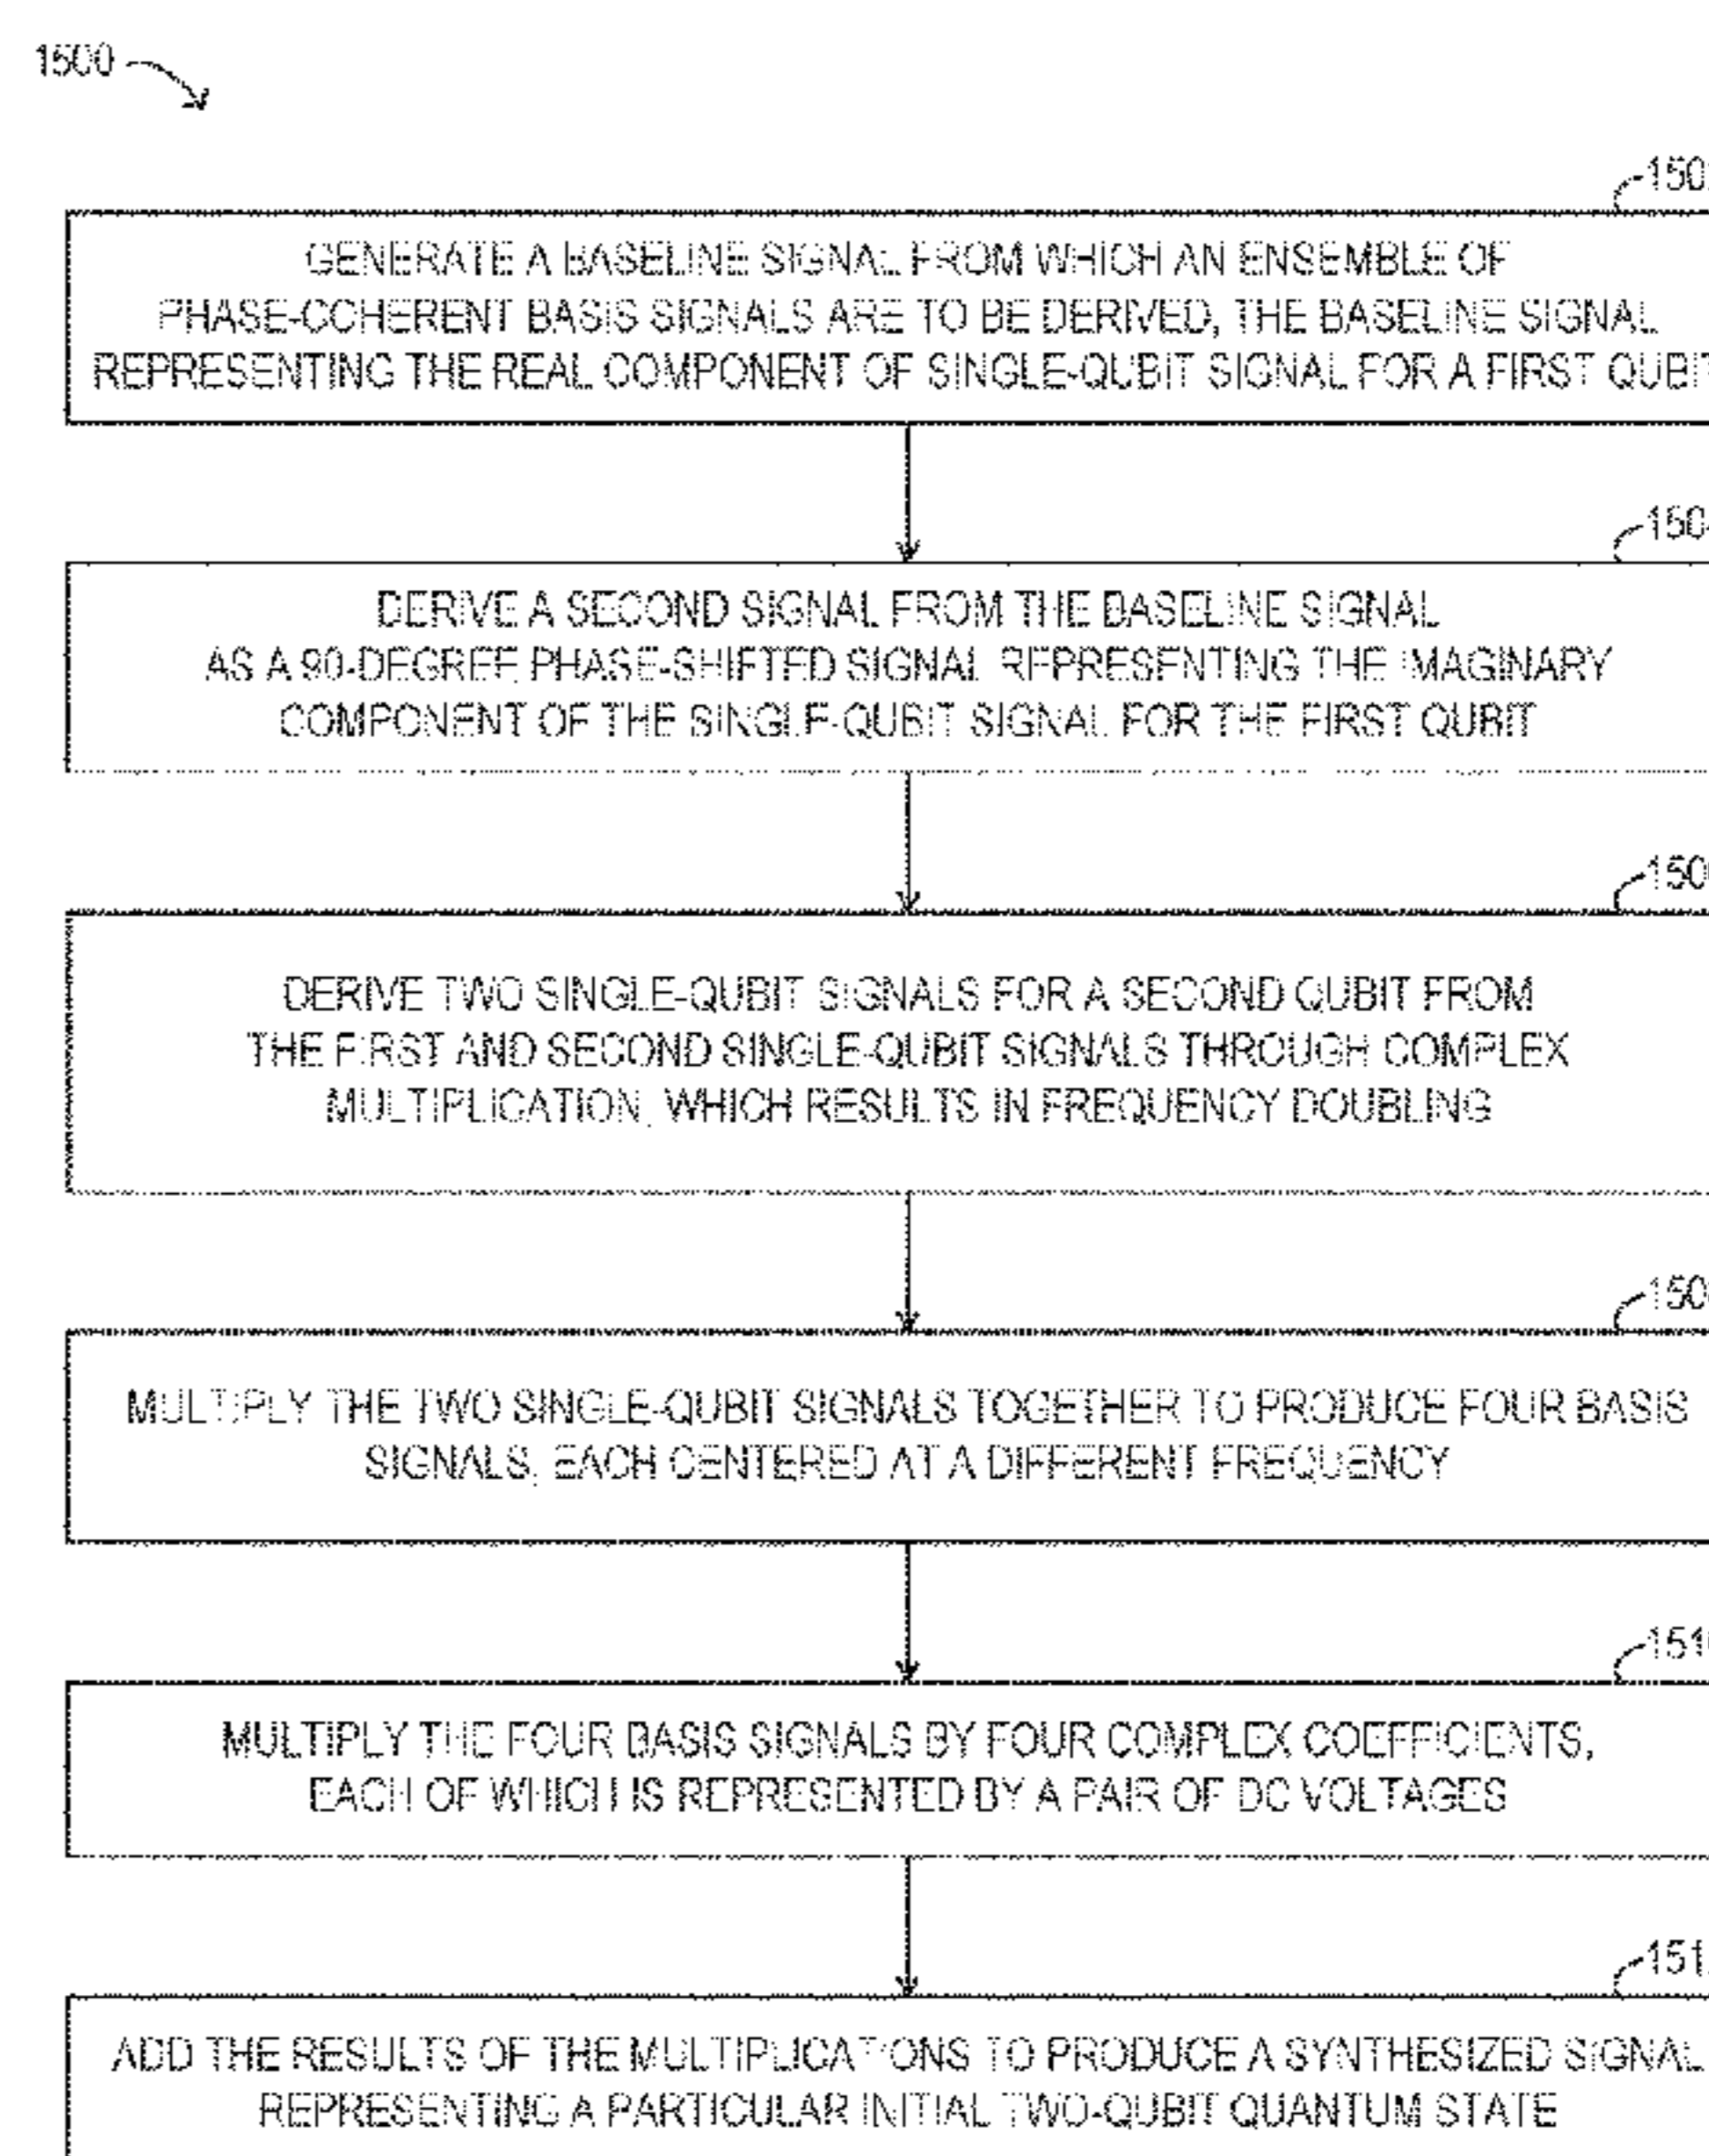 1500
150
GENERATE A BASELINE SIGNAL FROM WHICH AN ENSEMBLE OF
PHASE-COHERENT BASIS SIGNALS ARE TO BE DERIVED, THE BASELINE SIGNAL
REPRESENTING THE REAL COMPONENT OF SINGLE-QUBIT SIGNAL FOR A FIRST QUBIT
150
DERIVE A SECOND SIGNAL FROM THE BASELINE SIGNAL
AS A 90-DEGREE PHASE-SHIFTED SIGNAL REPRESENTING THE IMAGINARY
COMPONENT OF THE SINGLE-QUBIT SIGNAL FOR THE FIRST QUBIT
150
DERIVE TWO SINGLE-QUBIT SIGNALS FOR A SECOND QUBIT FROM
THE FIRST AND SECOND SINGLE-QUBIT SIGNALS THROUGH COMPLEX
MULTIPLICATION, WHICH RESULTS IN FREQUENCY DOUBLING
150
MULTIPLY THE TWO SINGLE-QUBIT SIGNALS TOGETHER TO PRODUCE FOUR BASIS
SIGNALS, EACH CENTERED AT A DIFFERENT FREQUENCY
151
MULTIPLY THE FOUR BASIS SIGNALS BY FOUR COMPLEX COEFFICIENTS,
EACH OF WHICH IS REPRESENTED BY A PAIR OF DC VOLTAGES
151
ADD THE RESULTS OF THE MULTIPLICATIONS TO PRODUCE A SYNTHESIZED SIGNAL
REPRESENTING A PARTICULAR INITIAL TWO-QUBIT QUANTUM STATE